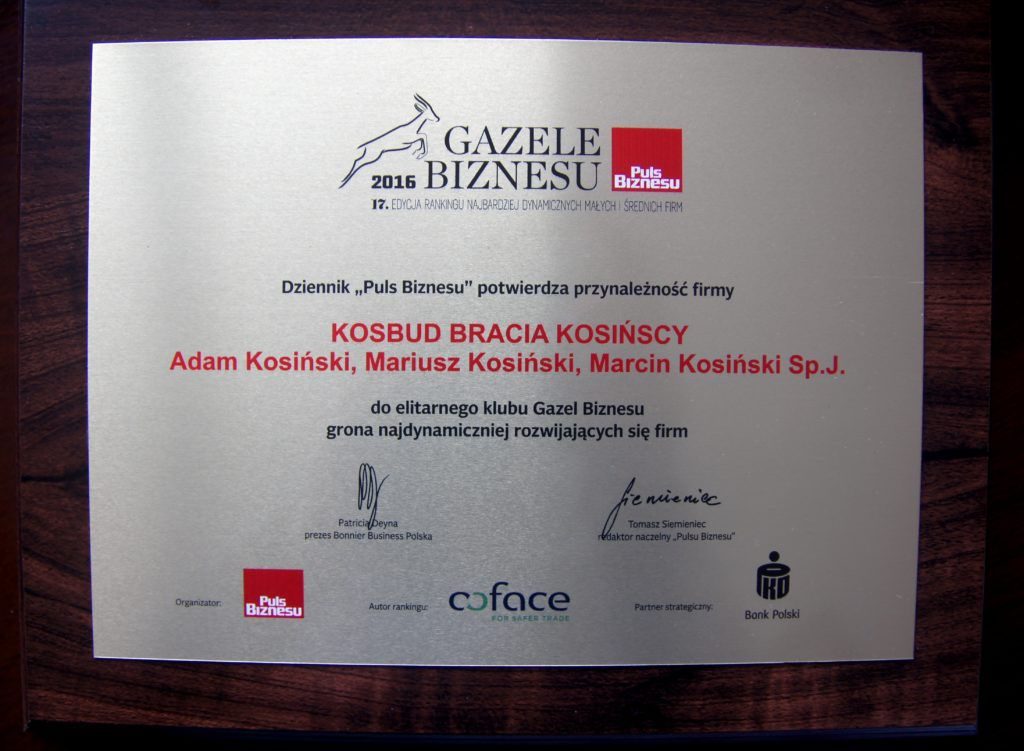 GAZELE
2016 BIZNESU
Puls
Biznesu
17. EDYCJA RANKINGU NAJBARDZIEJ DYNAMICZNYCH MAŁYCH I ŚREDNICH FIRM
Dziennik „Puls Biznesu” potwierdza przynależność firmy
KOSBUD BRACIA KOSIŃSCY
Adam Kosiński, Mariusz Kosiński, Marcin Kosiński Sp.J.
do elitarnego klubu Gazel Biznesu
grona najdynamiczniej rozwijających się firm
Siemieniec
Patricia Deyna
prezes Bonnier Business Polska
Tomasz Siemieniec
redaktor naczelny „Pulsu Biznesu”
Organizator:
Puls
Biznesu
Autor rankingu:
coface
FOR SAFER TRADE
Partner strategiczny:
PKO
Bank Polski